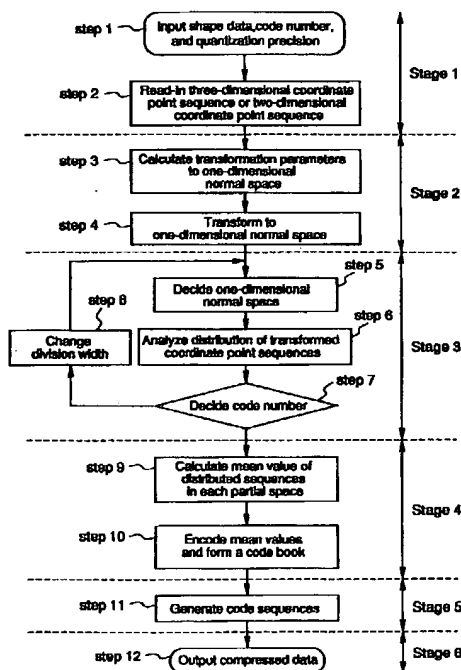 step 1
Input shape data,code number,
and quantization precision
step 2
Read-in three-dimensional coordinate
point sequence or two-dimensional
coordinate point sequence
Stage 1
step 3
Calculate transformation parameters
to one-dimensional
normal space
step 4
Transform to
one-dimensional normal space
Stage 2
step 5
Decide one-dimensional
normal space
step 6
Analyze distribution of transformed
coordinate point sequences
step 7
Decide code number
step 8
Change
division width
Stage 3
step 9
Calculate mean value of
distributed sequences
in each partial space
step 10
Encode mean values
and form a code book
Stage 4
step 11
Generate code sequences
Stage 5
step 12
Output compressed data
Stage 6